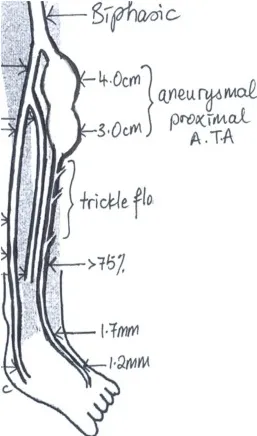 Biphasic
4.0cm
aneurysmal
proximal
3.0cm
A.T.A
trickle flo
>75%
1.7mm
1.2mm
c